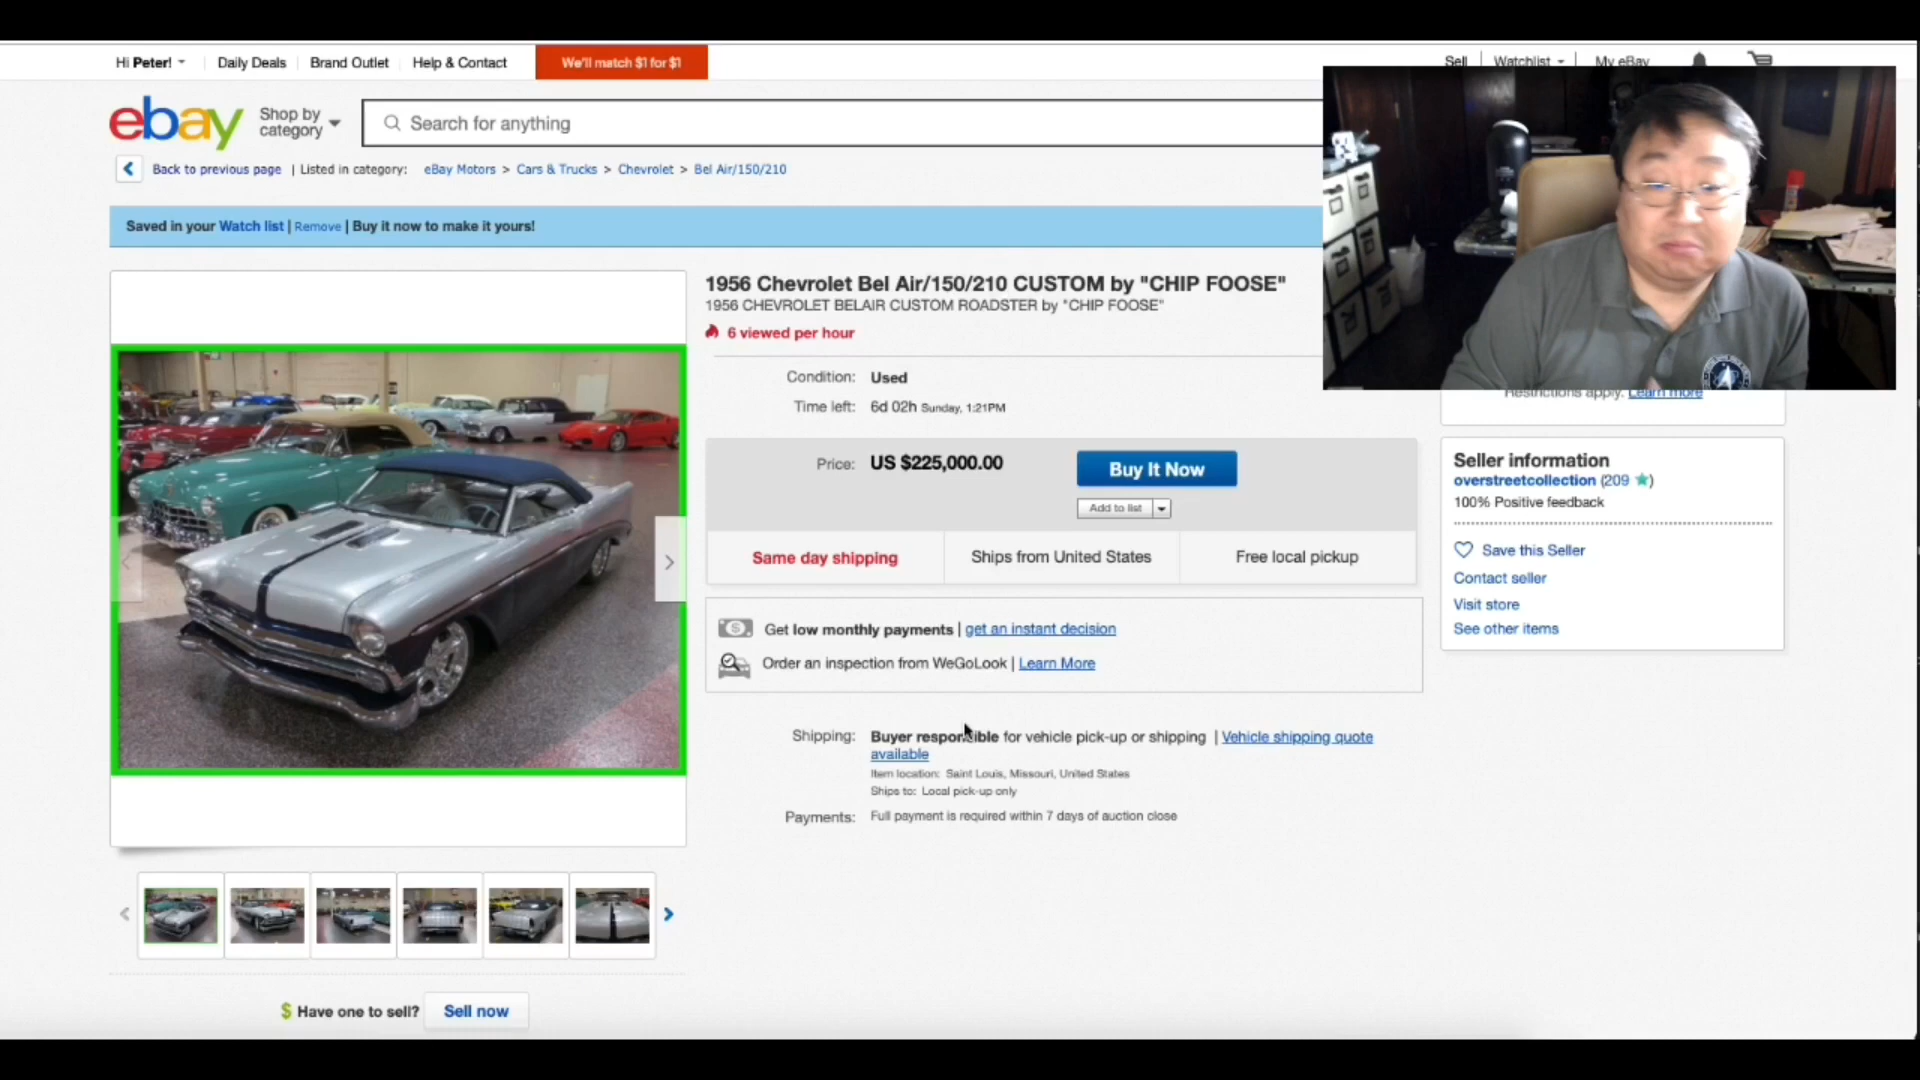 Hi Peter!
Daily Deals
Brand Outlet
Help & Contact
We'll match $1 for $1
Sell
Watchlist
My eBay
ebay
Shop by
category
Search for anything
Back to previous page | Listed in category: eBay Motors > Cars & Trucks > Chevrolet > Bel Air/150/210
Saved in your Watch list | Remove | Buy it now to make it yours!
1956 Chevrolet Bel Air/150/210 CUSTOM by "CHIP FOOSE"
1956 CHEVROLET BELAIR CUSTOM ROADSTER by "CHIP FOOSE"
6 viewed per hour
Condition: Used
Time left: 6d 02h Sunday, 1:21PM
Price: US $225,000.00
Buy It Now
Add to list
Same day shipping
Ships from United States
Free local pickup
Get low monthly payments | get an instant decision
Order an inspection from WeGoLook | Learn More
Shipping: Buyer responsible for vehicle pick-up or shipping | Vehicle shipping quote
available
Item location: Saint Louis, Missouri, United States
Ships to: Local pick-up only
Payments: Full payment is required within 7 days of auction close
Restrictions apply. Learn more
Seller information
overstreetcollection (209)
100% Positive feedback
Save this Seller
Contact seller
Visit store
See other items
$ Have one to sell? Sell now